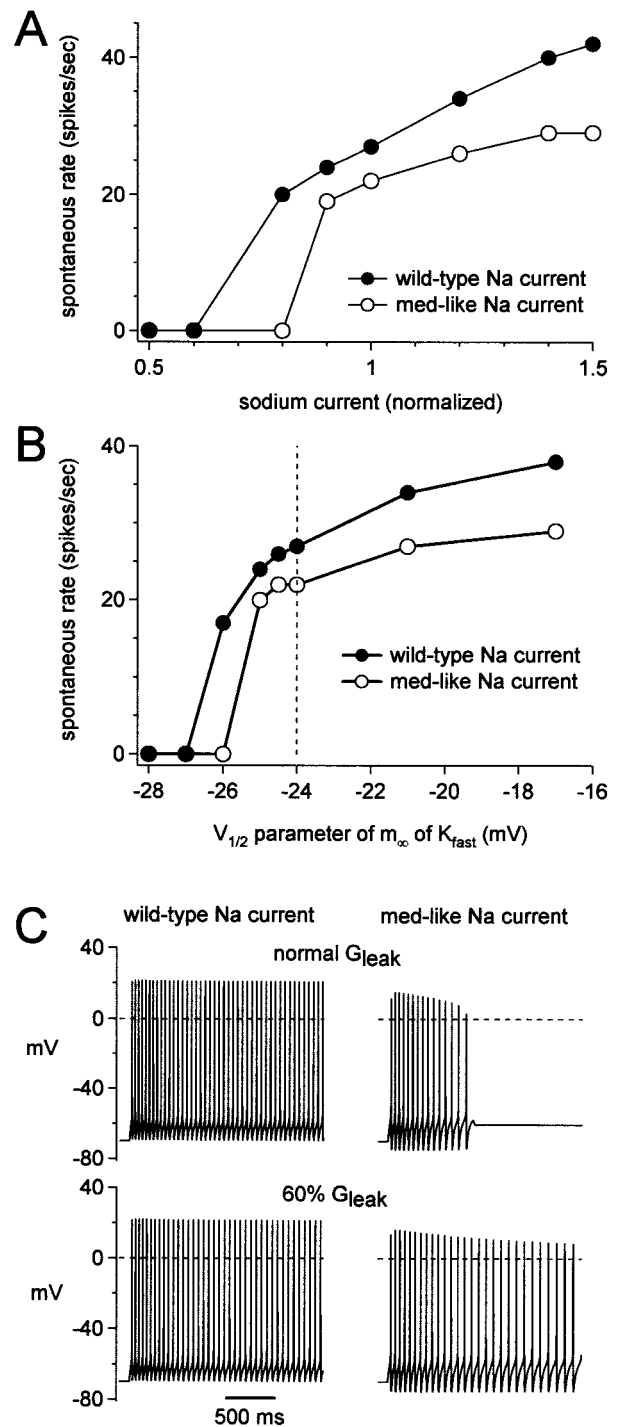 A
spontaneous rate (spikes/sec)
40
20
0
wild-type Na current
med-like Na current
0.5 1 1.5
sodium current (normalized)
B
spontaneous rate (spikes/sec)
40
20
0
wild-type Na current
med-like Na current
-28 -26 -25 -24 -22 -20 -18 -16
V1/2 parameter of m∞ of Kfast (mV)
C
wild-type Na current med-like Na current
normal Gleak
40
0
mV
-40
-80
60% Gleak
40
0
mV
-40
-80
500 ms